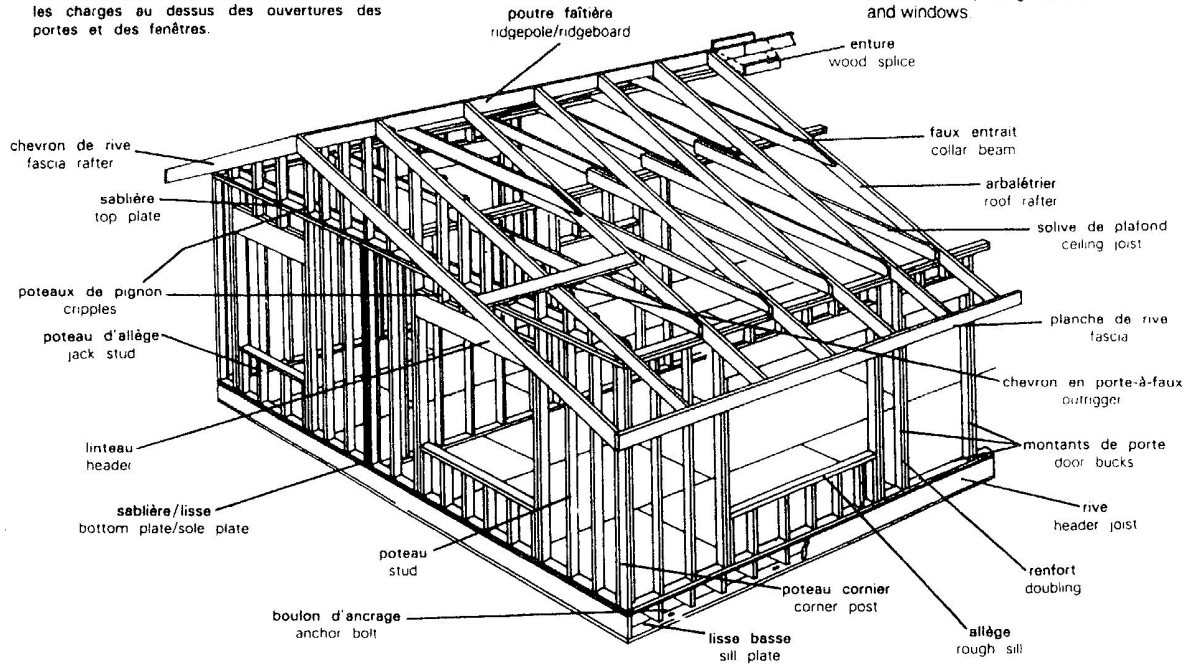 les charges au dessus des ouvertures des
portes et des fenêtres.
and windows.
poutre faîtière
ridgepole/ridgeboard
enture
wood splice
chevron de rive
fascia rafter
faux entrait
collar beam
sablière
top plate
arbalétrier
roof rafter
solive de plafond
ceiling joist
poteaux de pignon
cripples
planche de rive
fascia
poteau d'allège
jack stud
chevron en porte-à-faux
outrigger
linteau
header
montants de porte
door bucks
sablière/lisse
bottom plate/sole plate
rive
header joist
poteau
stud
renfort
doubling
poteau cornier
corner post
boulon d'ancrage
anchor bolt
allège
rough sill
lisse basse
sill plate